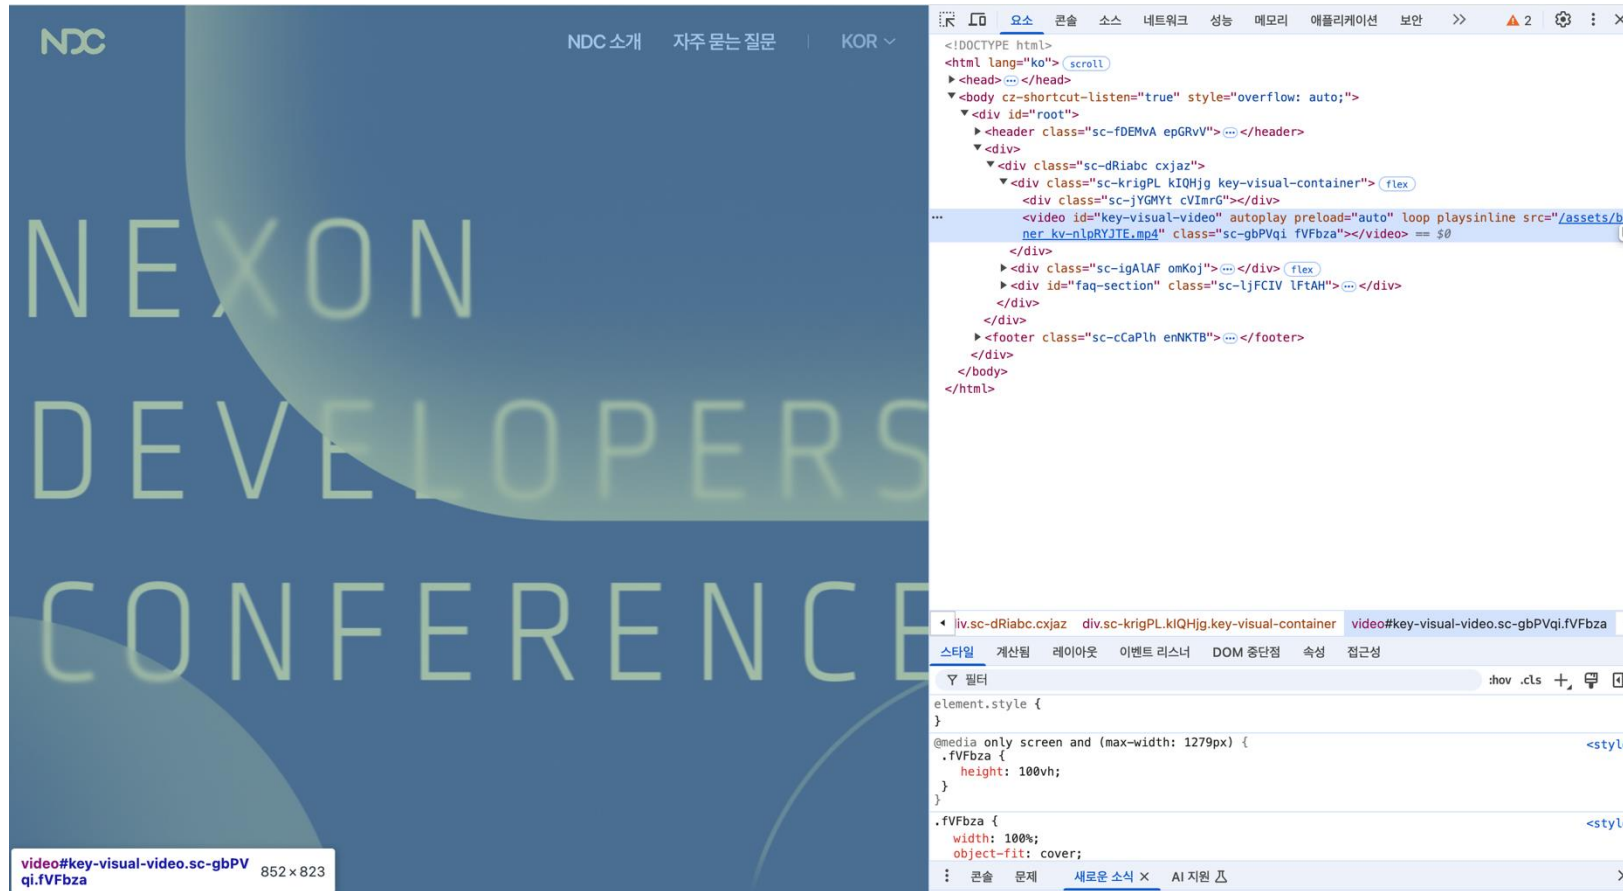 NDC
NDC 소개 자주 묻는 질문 KOR
NEXON
DEVELOPERS
CONFERENCE
video#key-visual-video.sc-gbPV
qi.fVFbza 852 × 823
요소 콘솔 소스 네트워크 성능 메모리 애플리케이션 보안 2
<!DOCTYPE html>
<html lang="ko"> scroll
<head> ⋯ </head>
<body cz-shortcut-listen="true" style="overflow: auto;">
<div id="root">
<header class="sc-fDEMvA epGRvV"> ⋯ </header>
<div>
<div class="sc-dRiabc cxjaz">
<div class="sc-krigPL kIQHjg key-visual-container"> flex
<div class="sc-jYGMYt cVImrG"></div>
<video id="key-visual-video" autoplay preload="auto" loop playsinline src="/assets/b
ner_kv-nlpRYJTE.mp4" class="sc-gbPVqi fVFbza"></video> == $0
</div>
<div class="sc-igAlAF omKoj"> ⋯ </div> flex
<div id="faq-section" class="sc-ljFCIV lFtAH"> ⋯ </div>
</div>
</div>
<footer class="sc-cCaPlh enNKTB"> ⋯ </footer>
</div>
</body>
</html>
iv.sc-dRiabc.cxjaz div.sc-krigPL.kIQHjg.key-visual-container video#key-visual-video.sc-gbPVqi.fVFbza
스타일 계산됨 레이아웃 이벤트 리스너 DOM 중단점 속성 접근성
필터 :hov .cls
element.style {
}
@media only screen and (max-width: 1279px) {
.fVFbza { <styl
height: 100vh;
}
}
.fVFbza { <styl
width: 100%;
object-fit: cover;
콘솔 문제 새로운 소식 AI 지원